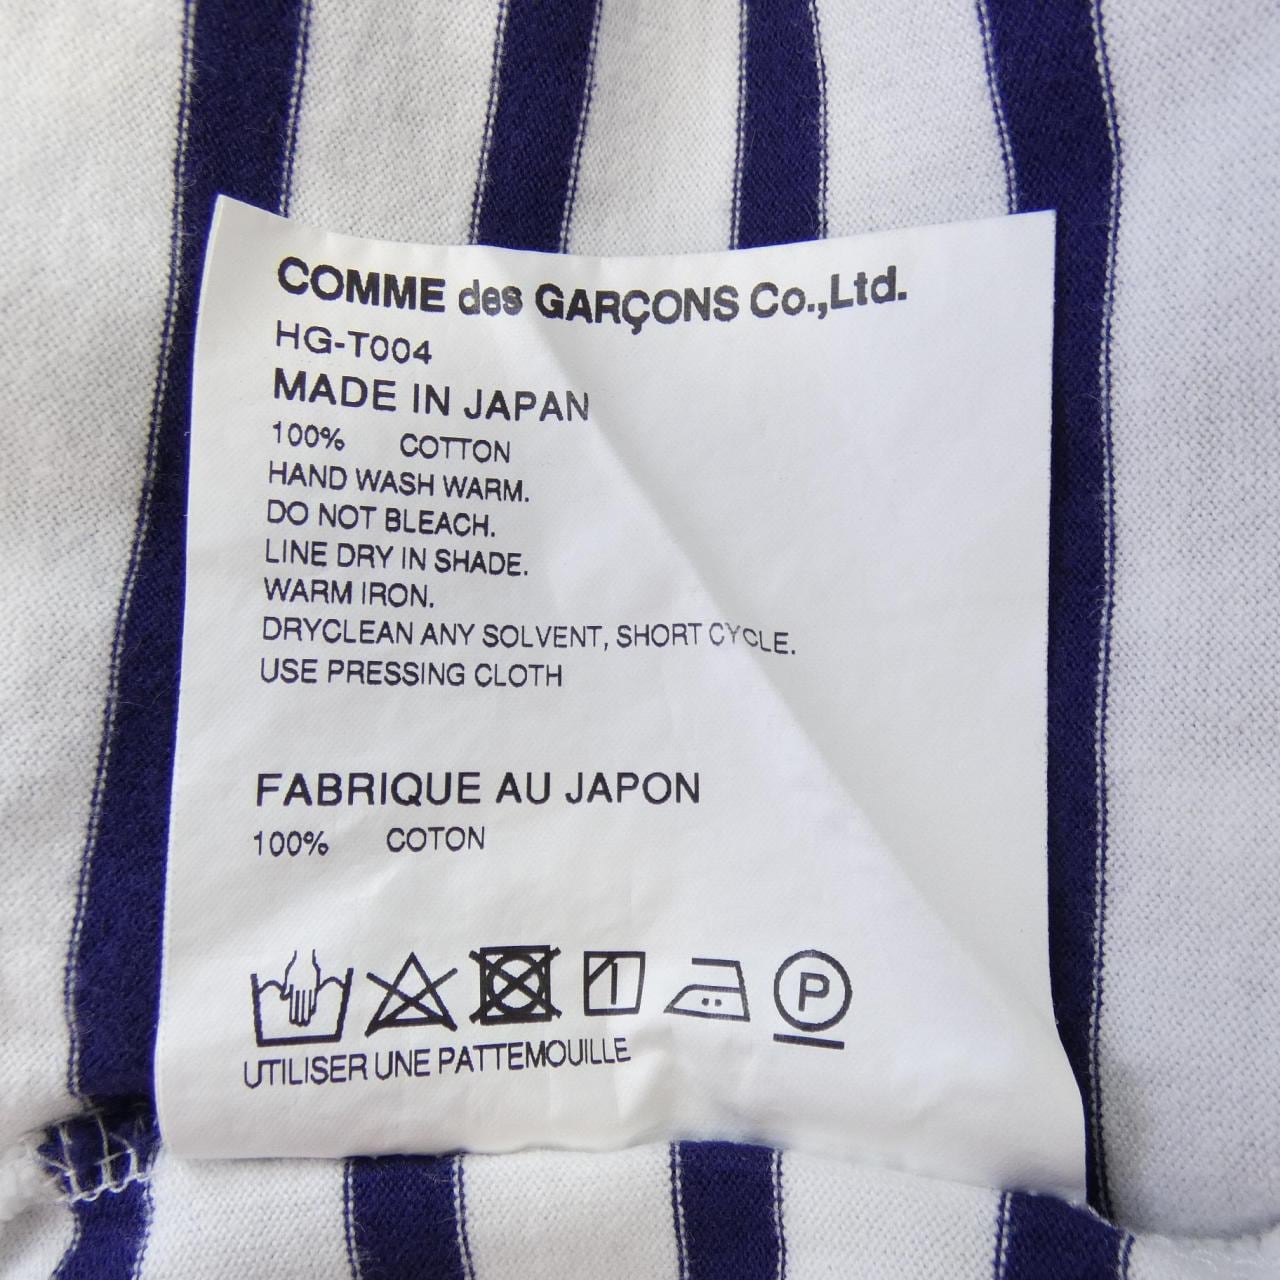 COMME des GARÇONS Co.,Ltd.
HG-T004
MADE IN JAPAN
100% COTTON
HAND WASH WARM.
DO NOT BLEACH.
LINE DRY IN SHADE.
WARM IRON.
DRYCLEAN ANY SOLVENT, SHORT CYCLE.
USE PRESSING CLOTH
FABRIQUE AU JAPON
100% COTON
P
UTILISER UNE PATTEMOUILLE